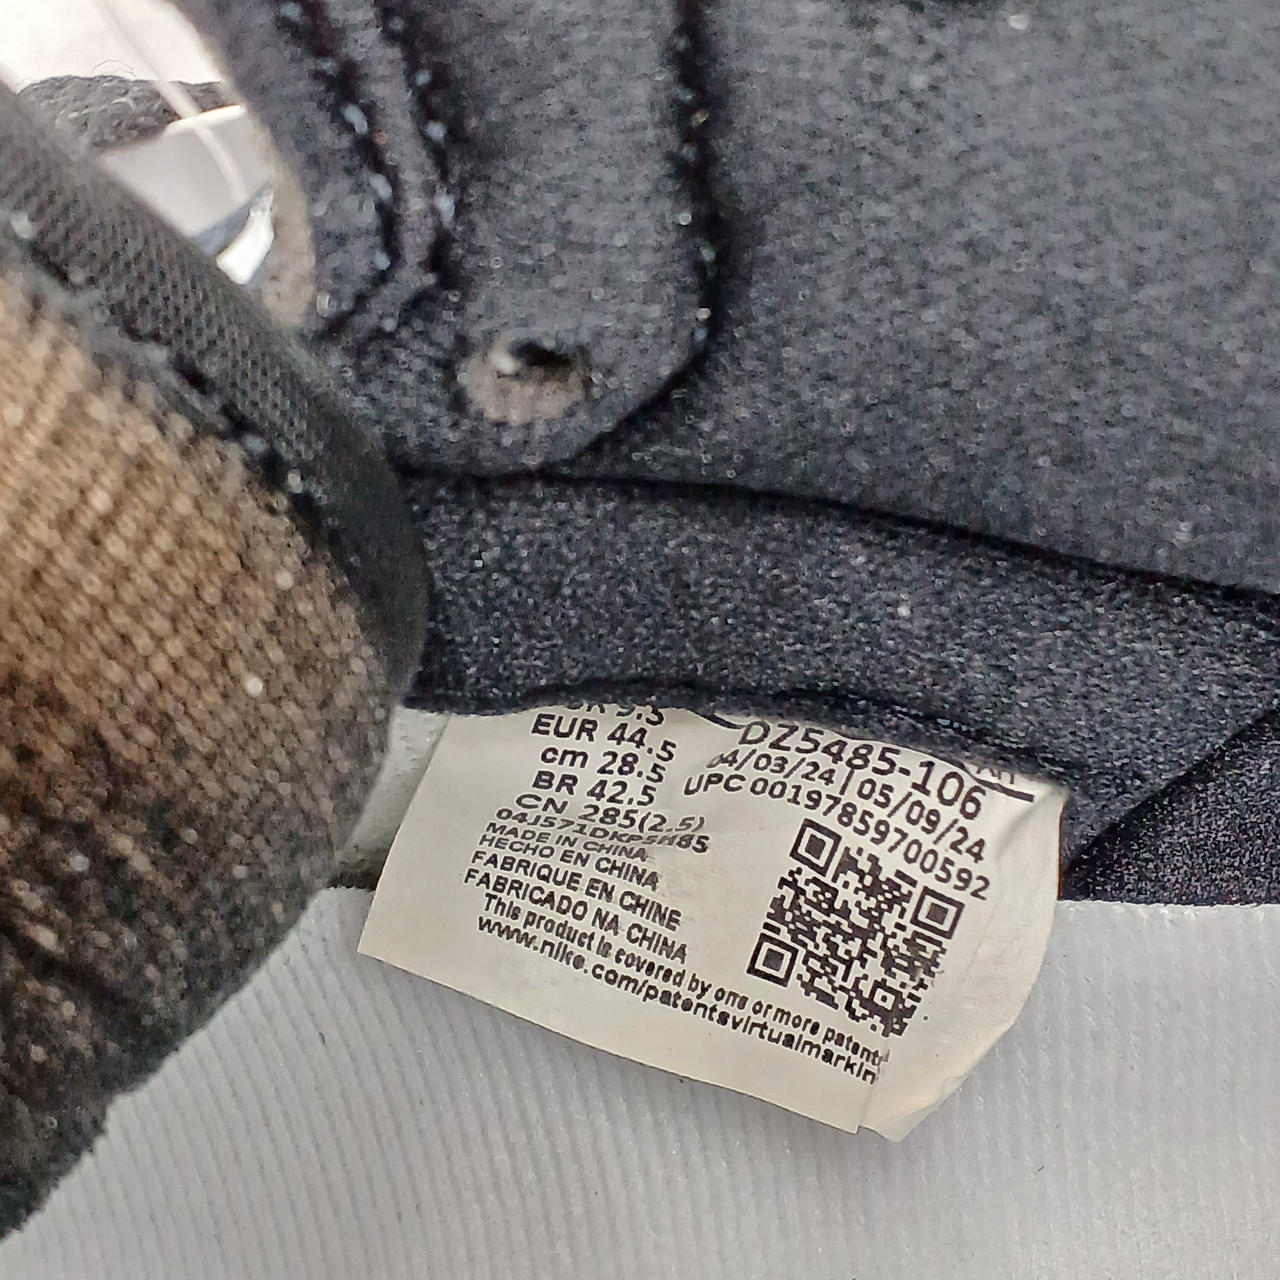 9.5
EUR 44.5
cm 28.5
BR 42.5
CN 285(2.5)
MADE IN CHINA
HECHO EN CHINA
FABRIQUE EN CHINE
FABRICADO NA CHINA
This product is covered by one or more patents
www.nike.com/patentsvirtualmarkin
DZ5485-106
04/03/24 | 05/09/24
UPC 00197859700592